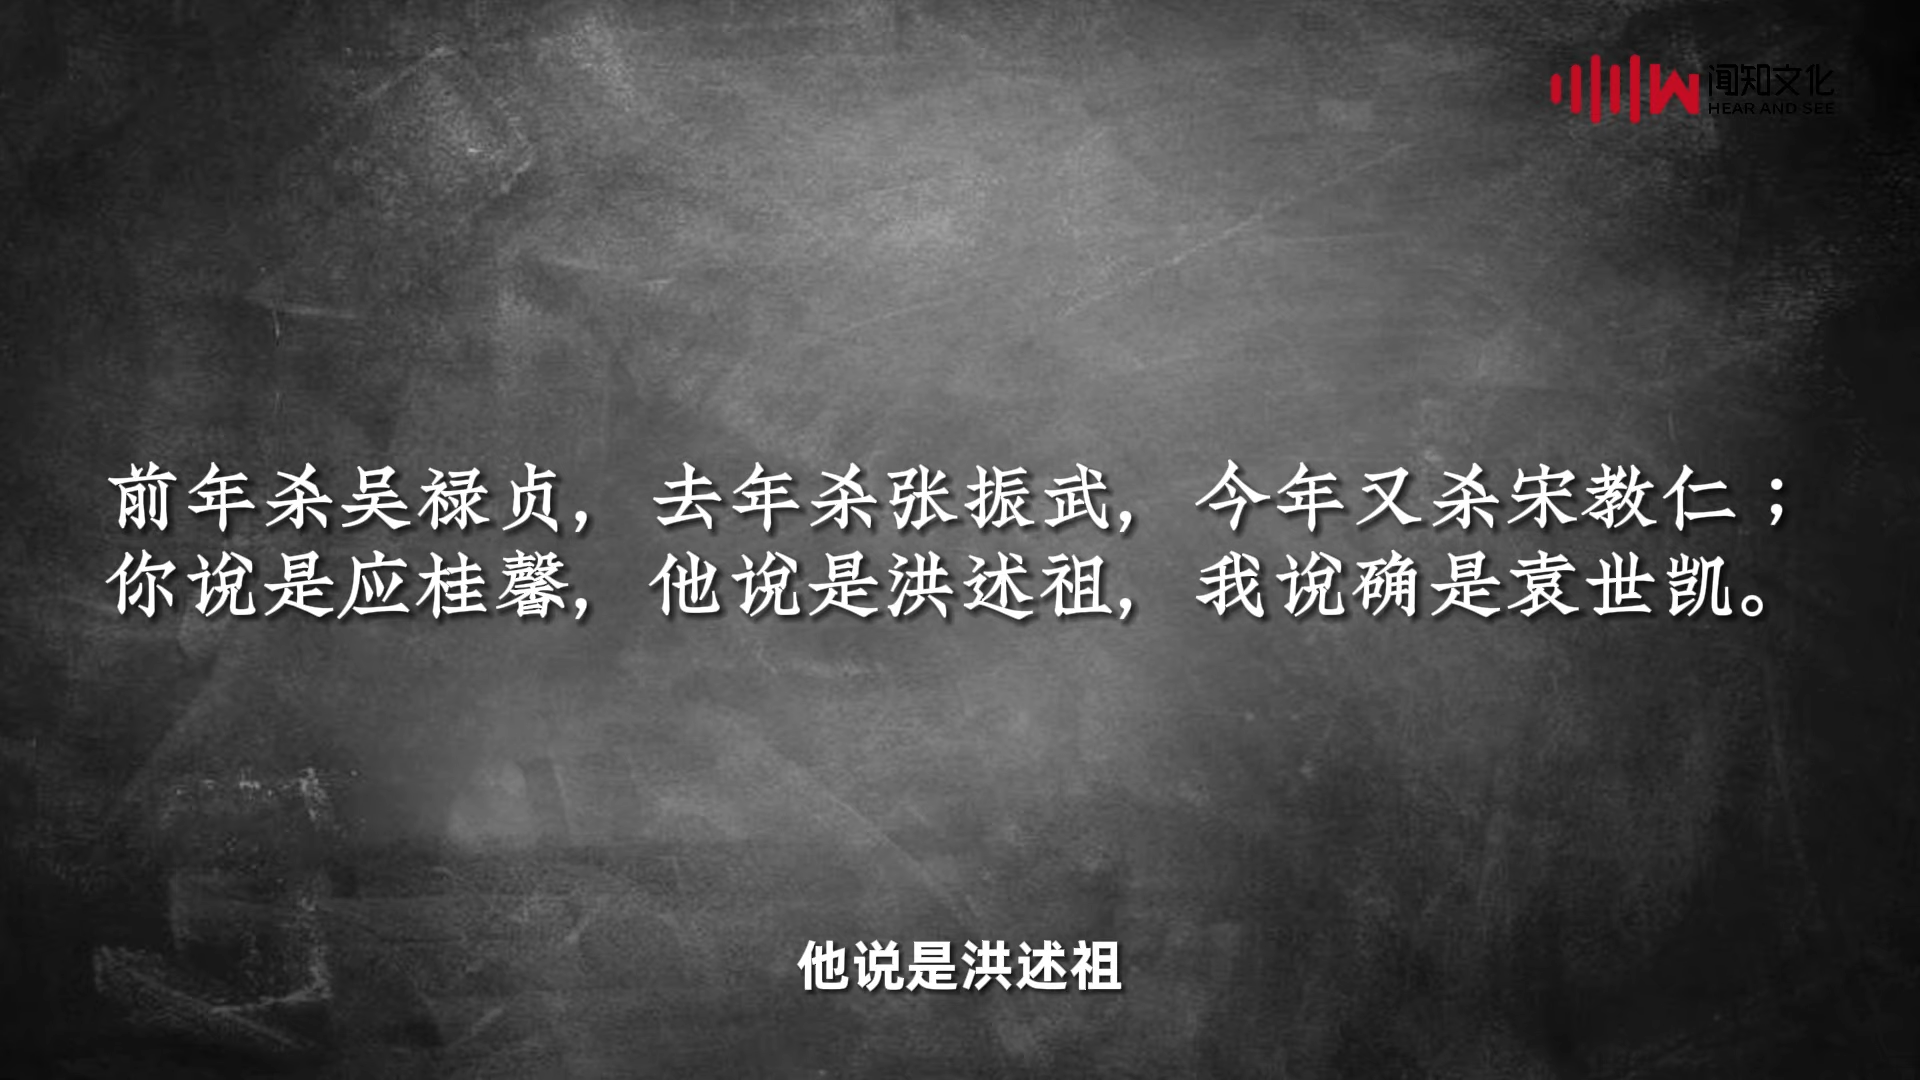 闻知文化
HEAR AND SEE
前年杀吴禄贞，去年杀张振武，今年又杀宋教仁；
你说是应桂馨，他说是洪述祖，我说确是袁世凯。
他说是洪述祖